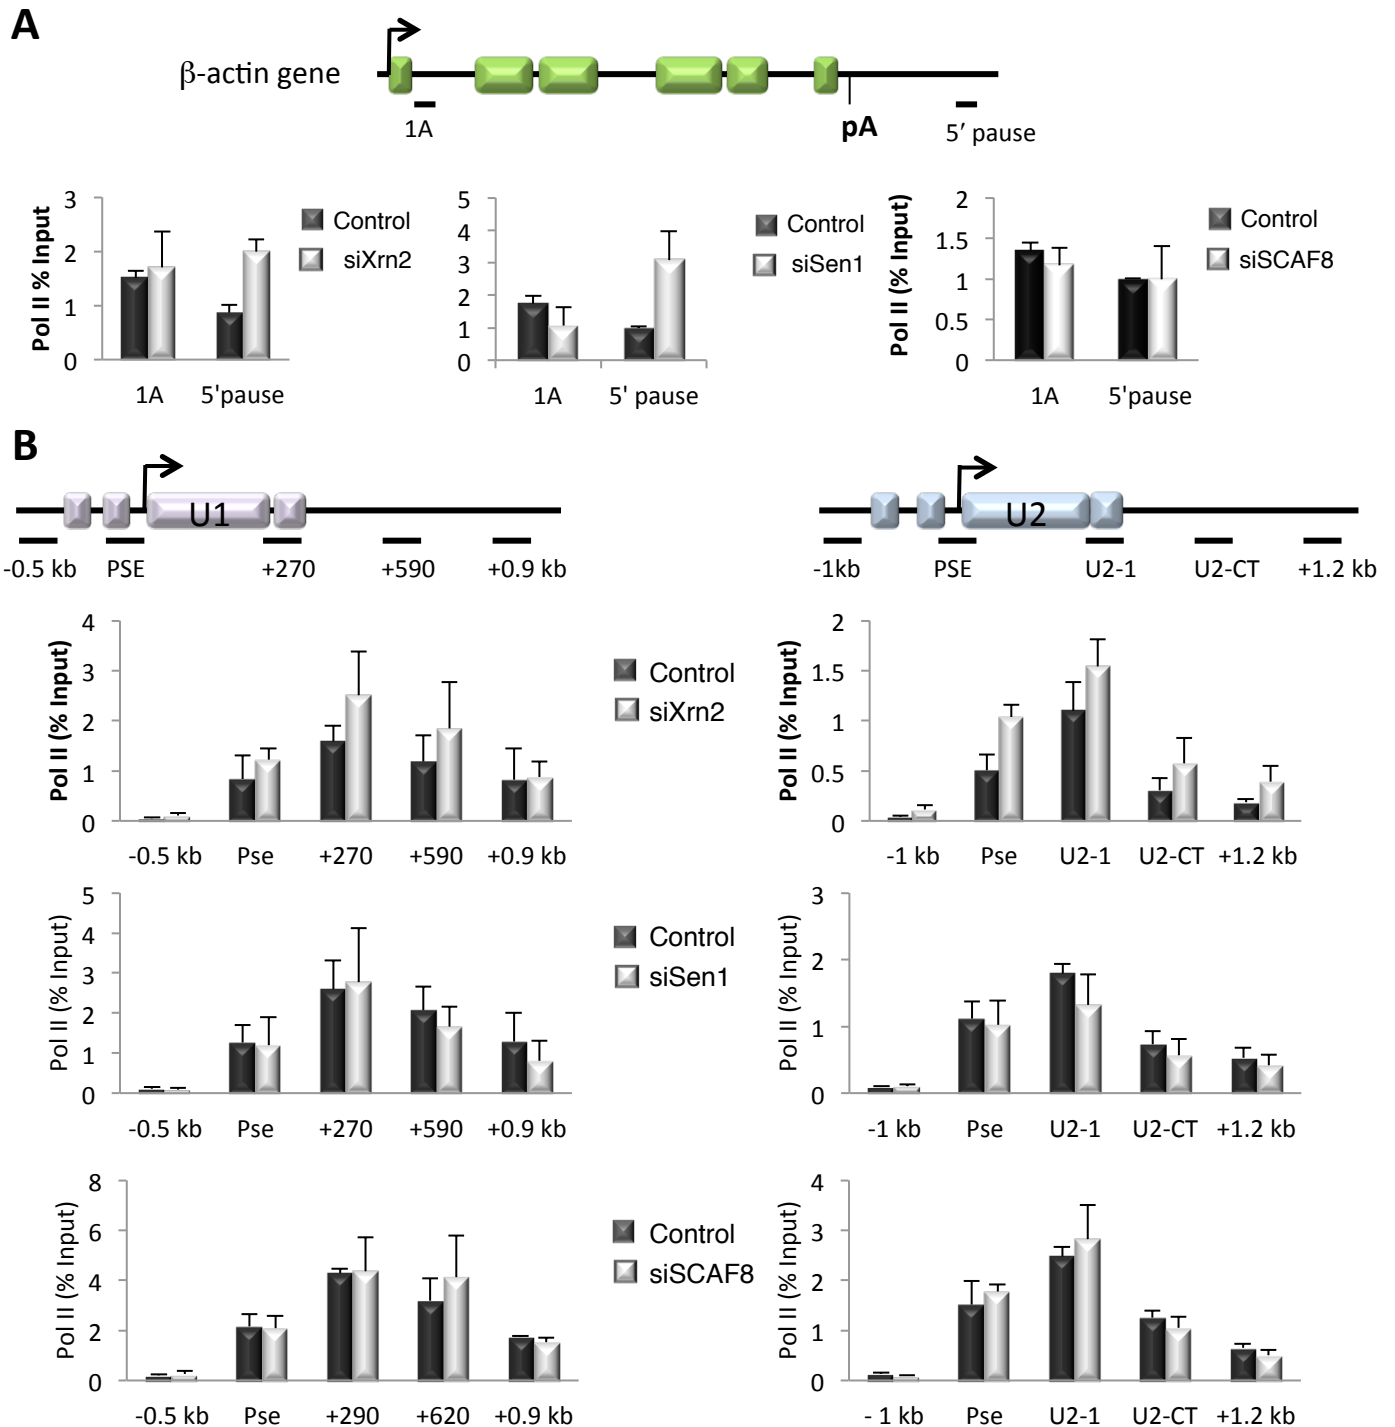 A
β-actin gene
1A
pA
5′ pause
Pol II % Input
3
2
1
0
1A
5'pause
Control
siXrn2
5
4
3
2
1
0
1A
5' pause
Control
siSen1
Pol II (% Input)
2
1.5
1
0.5
0
1A
5'pause
Control
siSCAF8
B
U1
-0.5 kb
PSE
+270
+590
+0.9 kb
U2
-1kb
PSE
U2-1
U2-CT
+1.2 kb
Pol II (% Input)
4
3
2
1
0
-0.5 kb
Pse
+270
+590
+0.9 kb
Control
siXrn2
Pol II (% Input)
2
1.5
1
0.5
0
-1 kb
Pse
U2-1
U2-CT
+1.2 kb
Pol II (% Input)
5
4
3
2
1
0
-0.5 kb
Pse
+270
+590
+0.9 kb
Control
siSen1
Pol II (% Input)
3
2
1
0
-1 kb
Pse
U2-1
U2-CT
+1.2 kb
Pol II (% Input)
8
6
4
2
0
-0.5 kb
Pse
+290
+620
+0.9 kb
Control
siSCAF8
Pol II (% Input)
4
3
2
1
0
- 1 kb
Pse
U2-1
U2-CT
+1.2 kb